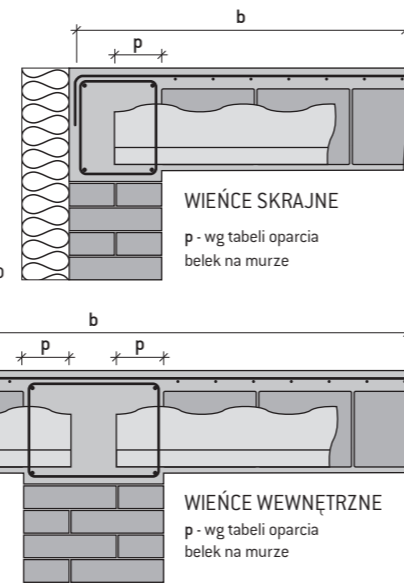 b
p
WIEŃCE SKRAJNE
p - wg tabeli oparcia
belek na murze
b
p p
WIEŃCE WEWNĘTRZNE
p - wg tabeli oparcia
belek na murze